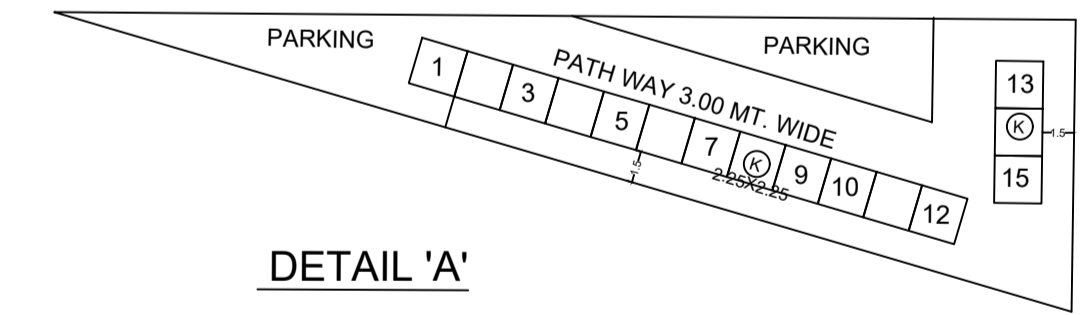 PARKING
PARKING
PATH WAY 3.00 MT. WIDE
1
3
5
7
K
9
10
12
2.25X2.25
1.5
13
K
15
1.5
DETAIL 'A'